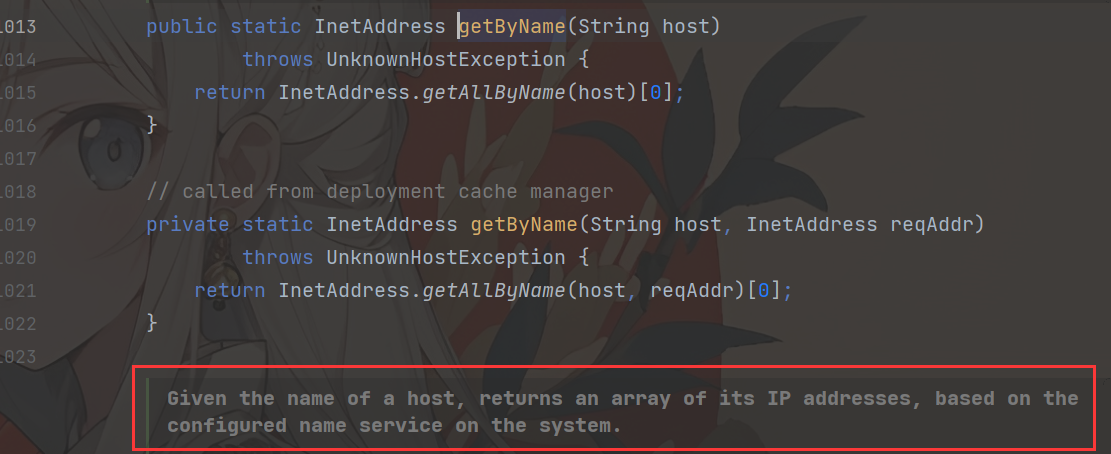 1013 public static InetAddress getByName(String host)
1014 throws UnknownHostException {
1015 return InetAddress.getAllByName(host)[0];
1016 }
1017
1018 // called from deployment cache manager
1019 private static InetAddress getByName(String host, InetAddress reqAddr)
1020 throws UnknownHostException {
1021 return InetAddress.getAllByName(host, reqAddr)[0];
1022 }
1023
Given the name of a host, returns an array of its IP addresses, based on the
configured name service on the system.